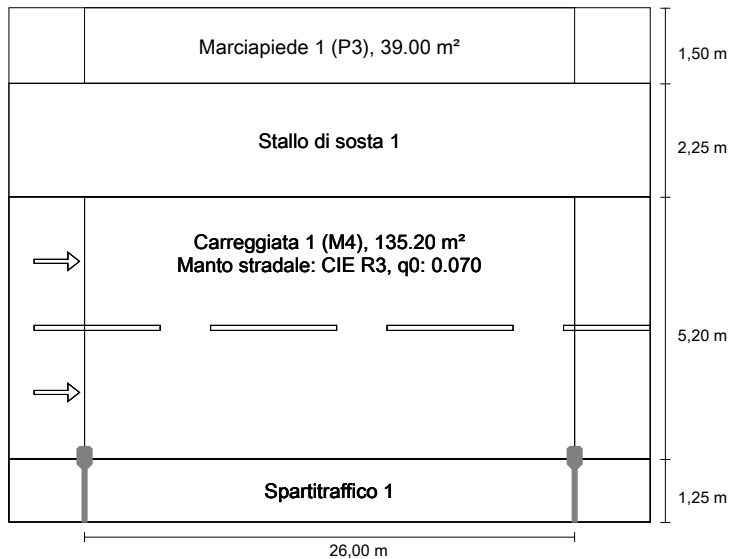 Marciapiede 1 (P3), 39.00 m²
1,50 m
Stallo di sosta 1
2,25 m
Carreggiata 1 (M4), 135.20 m²
Manto stradale: CIE R3, q0: 0.070
5,20 m
Spartitraffico 1
1,25 m
26,00 m